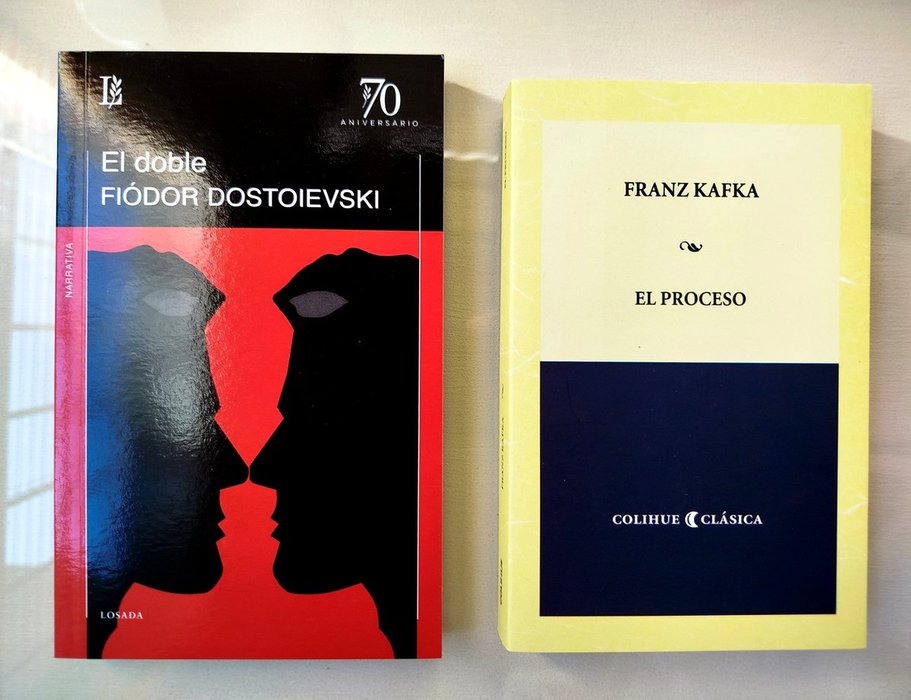 70
ANIVERSARIO
El doble
FIÓDOR DOSTOIEVSKI
NARRATIVA
LOSADA
FRANZ KAFKA
EL PROCESO
COLIHUE CLÁSICA